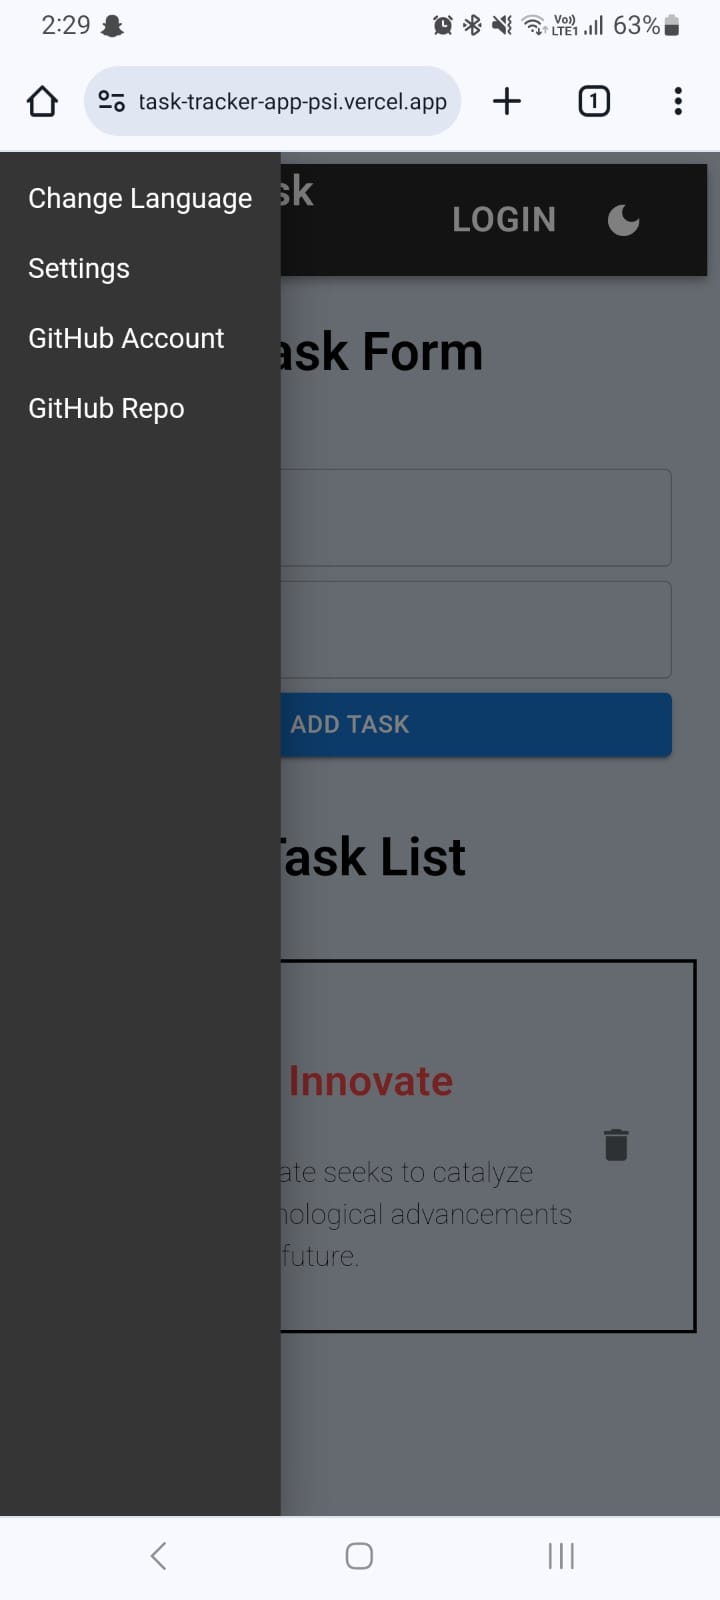 2:29
Vo))
LTE1
63%
task-tracker-app-psi.vercel.app
1
Change Language
sk
LOGIN
Settings
GitHub Account
ask Form
GitHub Repo
ADD TASK
Task List
Innovate
ate seeks to catalyze
nological advancements
future.